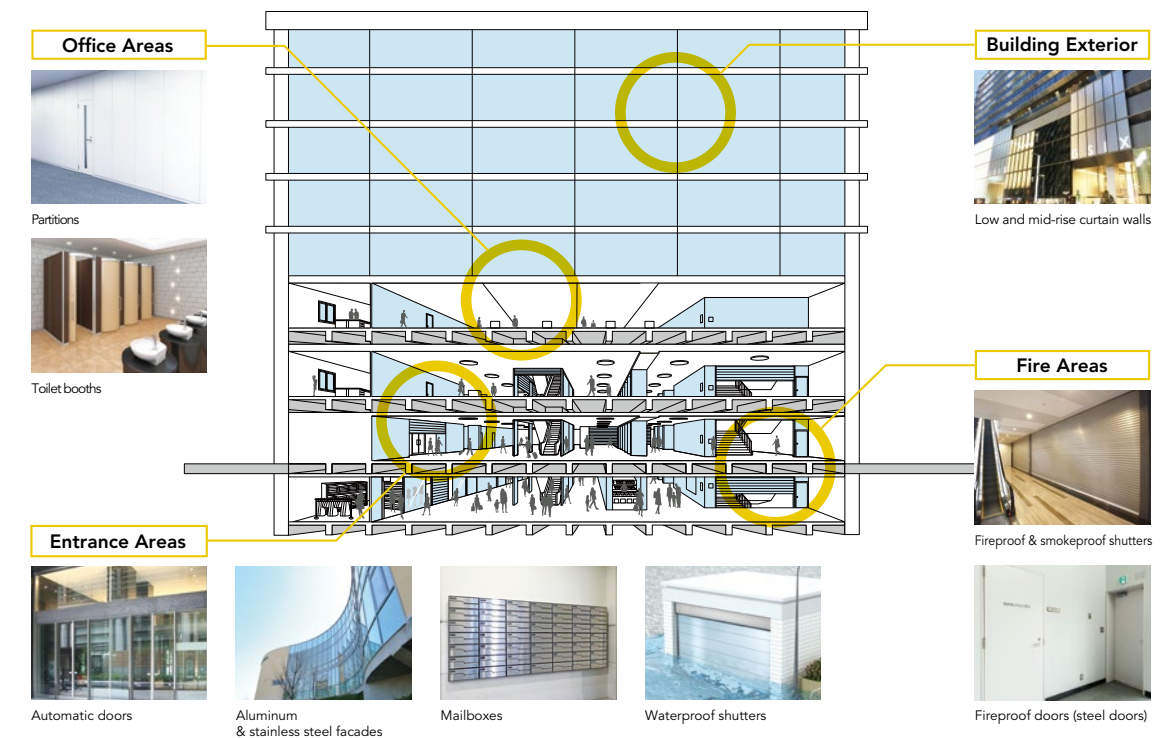 Office Areas
Partitions
Toilet booths
Building Exterior
SIX
Low and mid-rise curtain walls
Fire Areas
Fireproof & smokeproof shutters
Fireproof doors (steel doors)
Entrance Areas
Automatic doors
Aluminum
& stainless steel facades
Mailboxes
Waterproof shutters